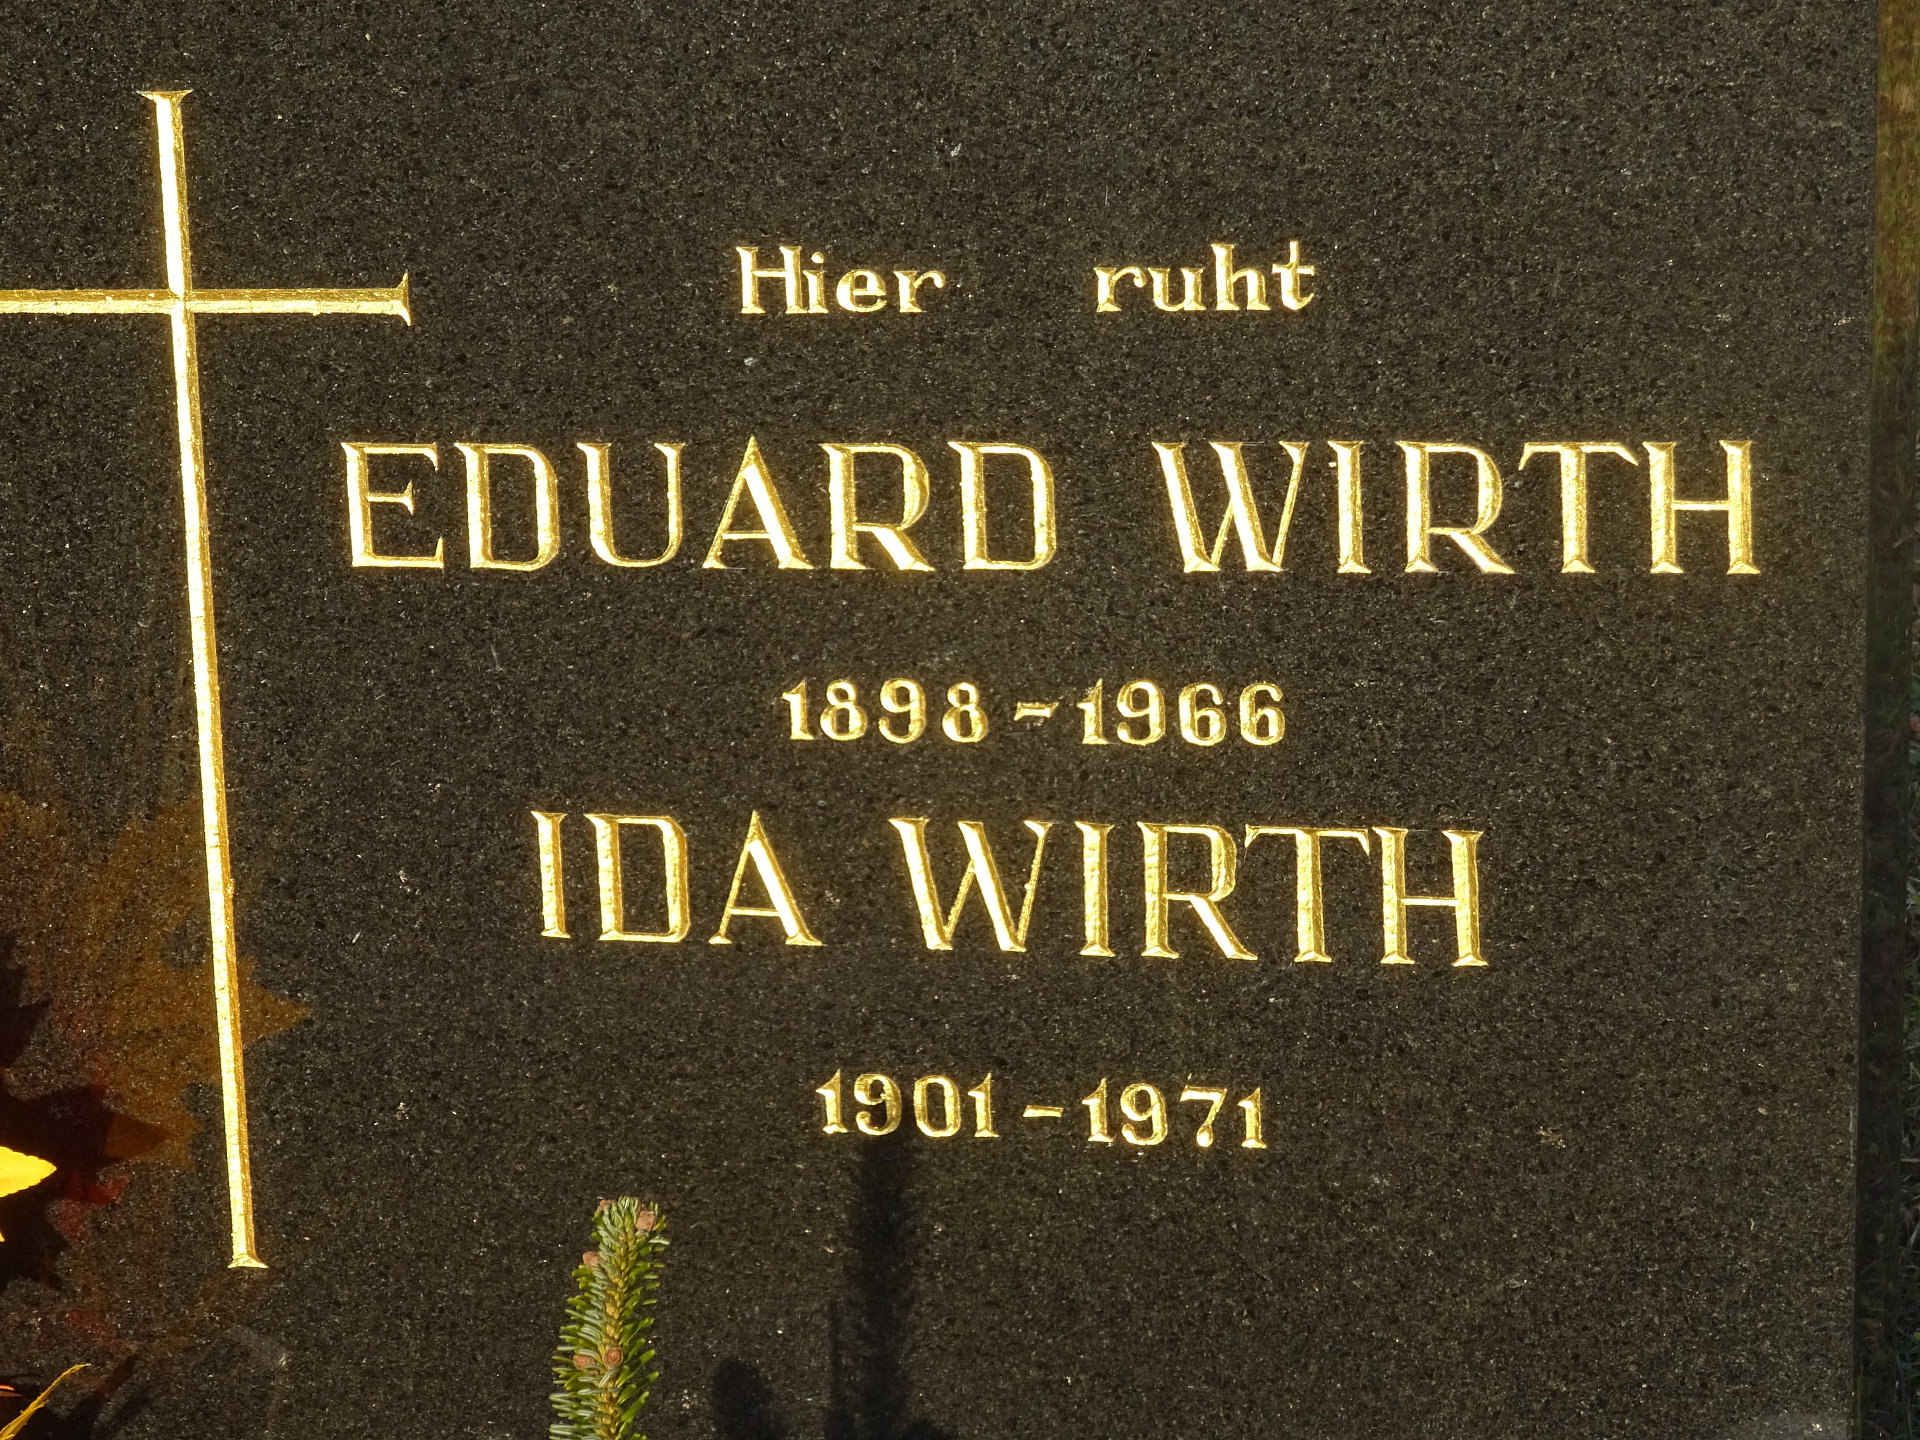 Hier ruht
EDUARD WIRTH
1898-1966
IDA WIRTH
1901-1971